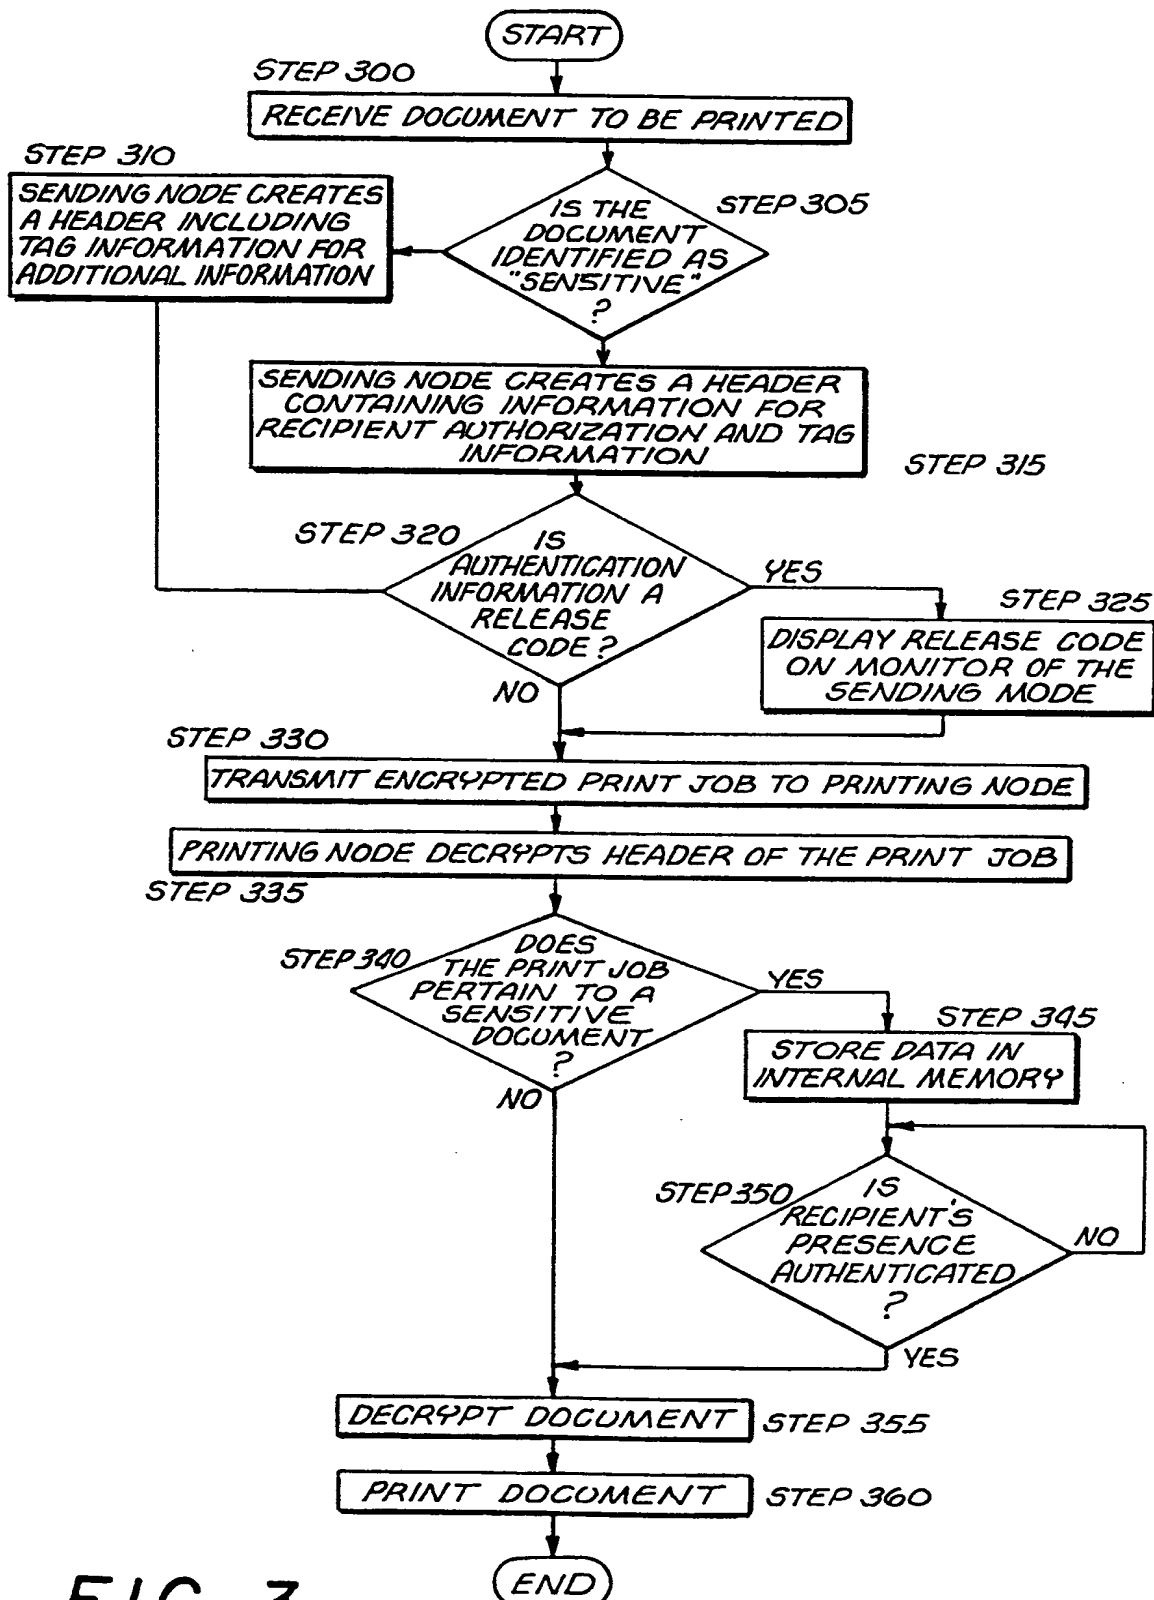 START
STEP 300
RECEIVE DOCUMENT TO BE PRINTED
STEP 310
SENDING NODE CREATES
A HEADER INCLUDING
TAG INFORMATION FOR
ADDITIONAL INFORMATION
STEP 305
IS THE
DOCUMENT
IDENTIFIED AS
"SENSITIVE"
?
SENDING NODE CREATES A HEADER
CONTAINING INFORMATION FOR
RECIPIENT AUTHORIZATION AND TAG
INFORMATION
STEP 315
STEP 320
IS
AUTHENTICATION
INFORMATION A
RELEASE
CODE?
YES
NO
STEP 325
DISPLAY RELEASE CODE
ON MONITOR OF THE
SENDING MODE
STEP 330
TRANSMIT ENCRYPTED PRINT JOB TO PRINTING NODE
PRINTING NODE DECRYPTS HEADER OF THE PRINT JOB
STEP 335
STEP 340
DOES
THE PRINT JOB
PERTAIN TO A
SENSITIVE
DOCUMENT
?
YES
NO
STEP 345
STORE DATA IN
INTERNAL MEMORY
STEP 350
IS
RECIPIENT'S
PRESENCE
AUTHENTICATED
?
NO
YES
DECRYPT DOCUMENT
STEP 355
PRINT DOCUMENT
STEP 360
END
FIG. 3